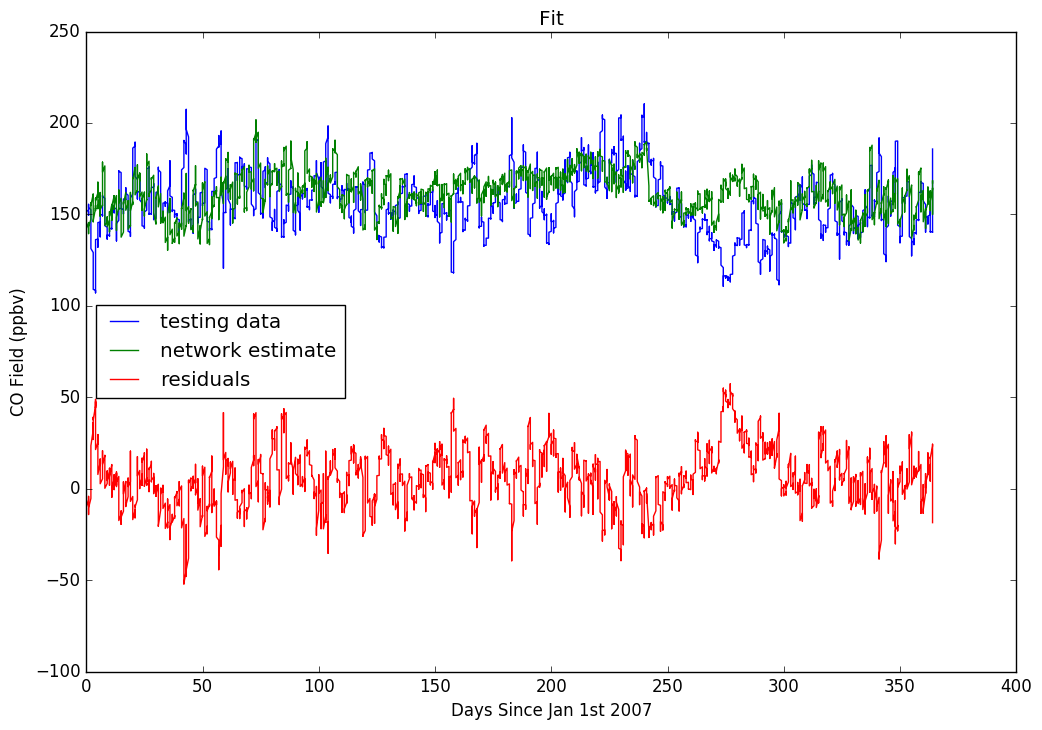 Fit
250
200
150
100
50
0
−50
−100
CO Field (ppbv)
testing data
network estimate
residuals
0 50 100 150 200 250 300 350 400
Days Since Jan 1st 2007